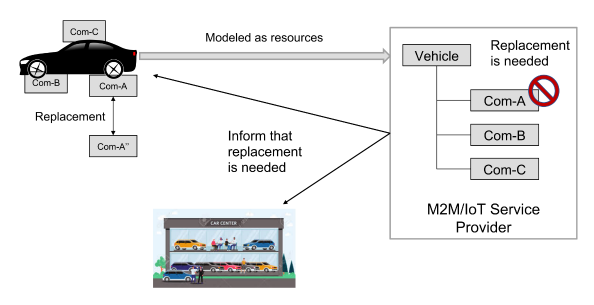 Com-C
Com-B
Com-A
Replacement
Com-A''
Modeled as resources
Inform that
replacement
is needed
CAR CENTER
Vehicle
Replacement
is needed
Com-A
Com-B
Com-C
M2M/IoT Service
Provider